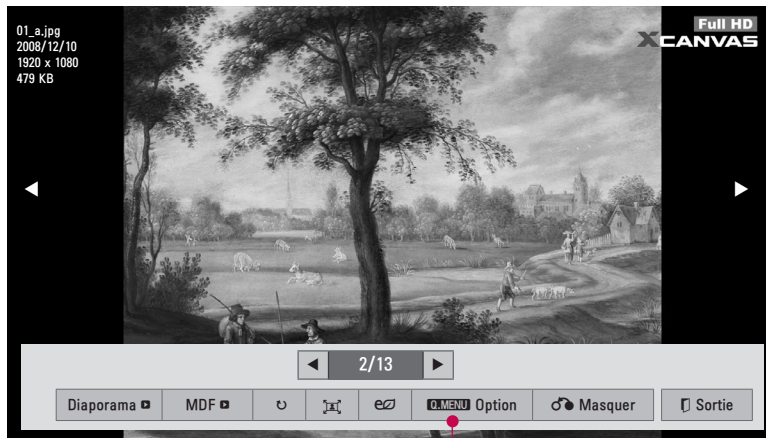 01_a.jpg
2008/12/10
1920 x 1080
479 KB
Full HD
XCANVAS
2/13
Diaporama MDF Q.MENU Option Masquer Sortie